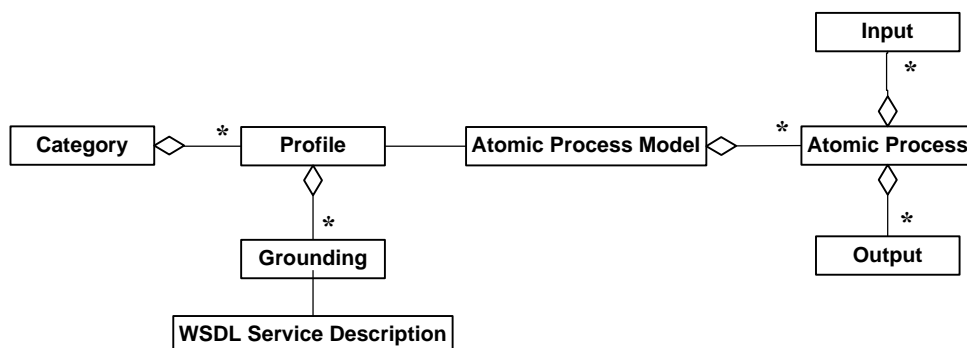 Input
*
Category
*
Profile
Atomic Process Model
*
Atomic Process
*
*
Grounding
Output
WSDL Service Description